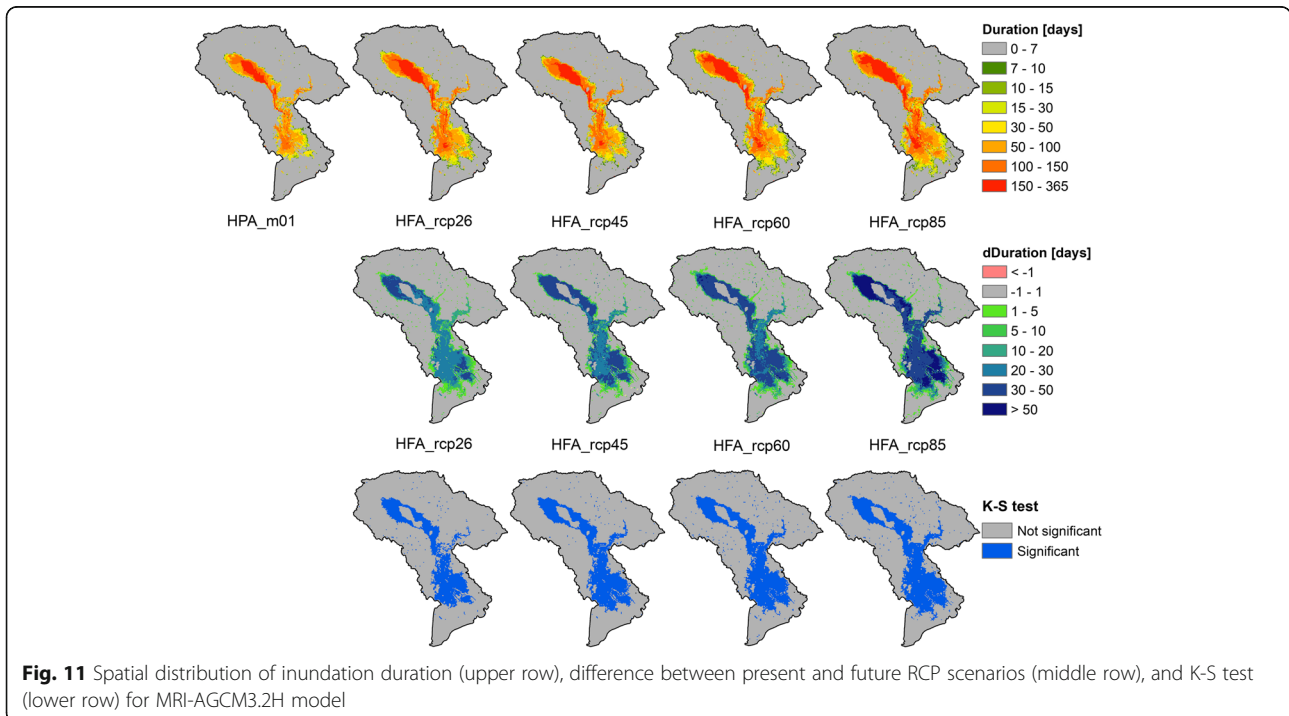 Duration [days]
0 - 7
7 - 10
10 - 15
15 - 30
30 - 50
50 - 100
100 - 150
150 - 365
HPA_m01 HFA_rcp26 HFA_rcp45 HFA_rcp60 HFA_rcp85
dDuration [days]
< -1
-1 - 1
1 - 5
5 - 10
10 - 20
20 - 30
30 - 50
> 50
HFA_rcp26 HFA_rcp45 HFA_rcp60 HFA_rcp85
K-S test
Not significant
Significant
Fig. 11 Spatial distribution of inundation duration (upper row), difference between present and future RCP scenarios (middle row), and K-S test
(lower row) for MRI-AGCM3.2H model